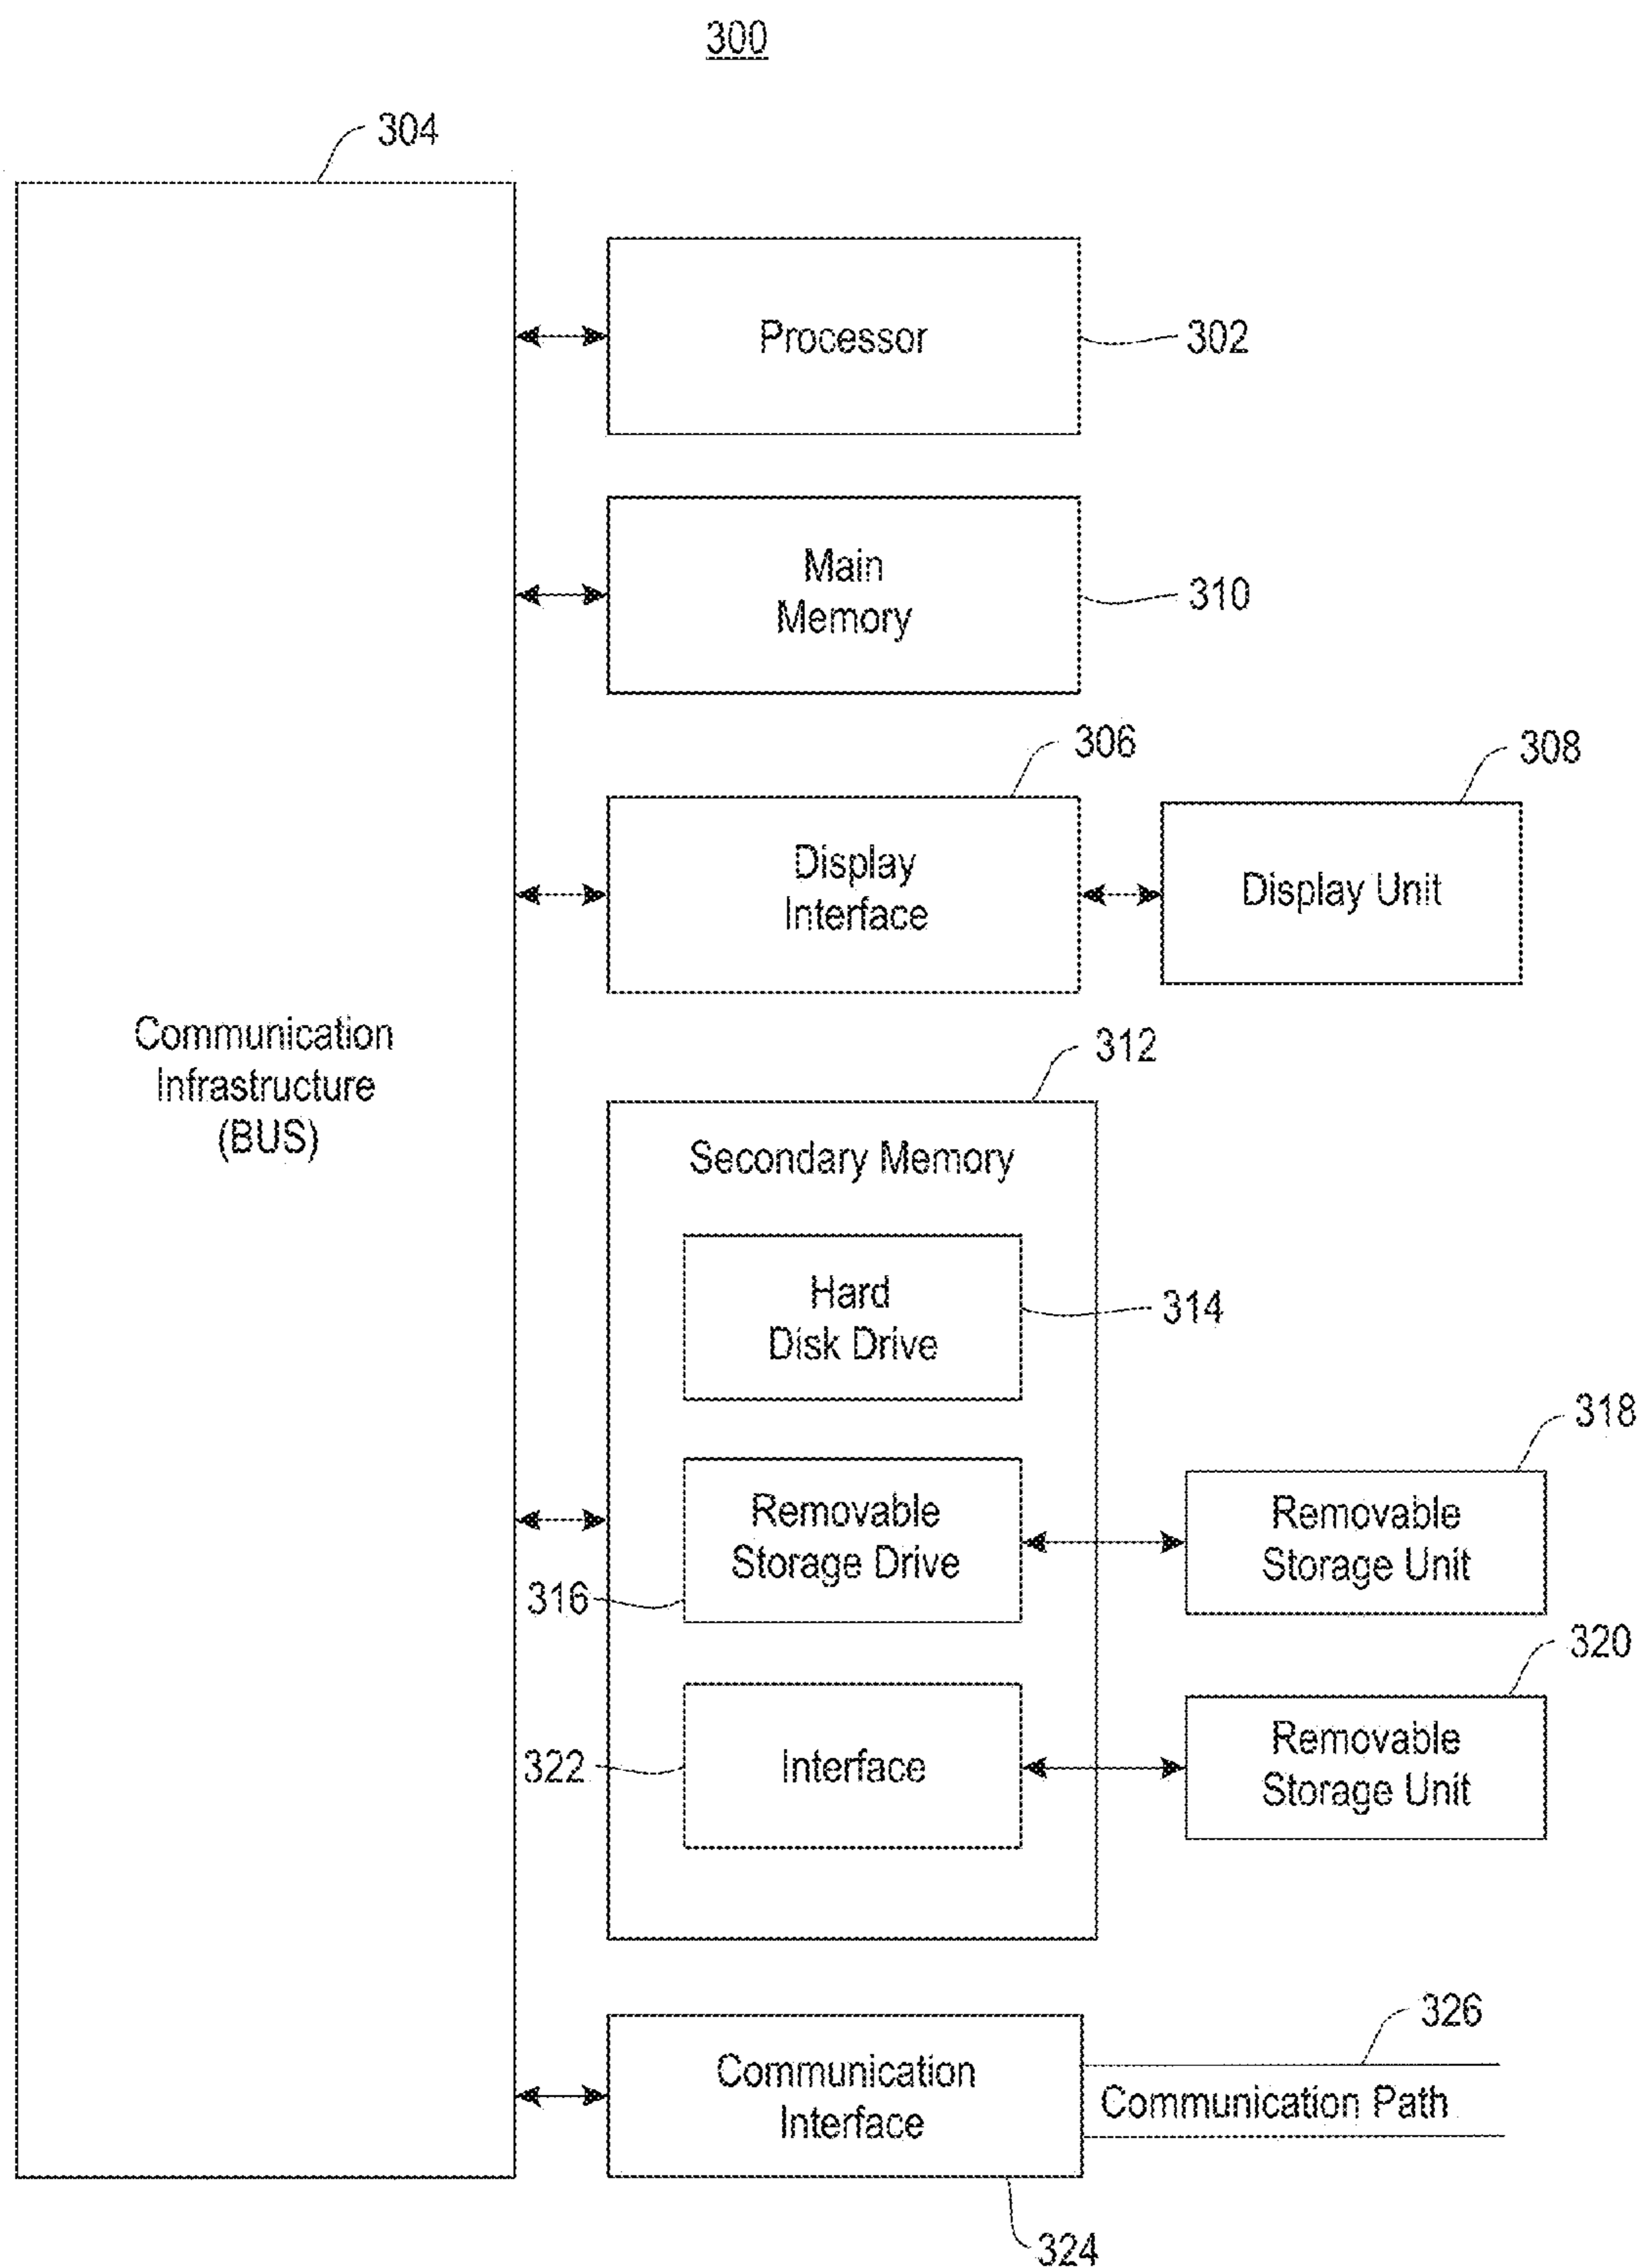 300
304
Processor
302
Main
Memory
310
306
308
Display
Interface
Display Unit
Communication
Infrastructure
(BUS)
312
Secondary Memory
Hard
Disk Drive
314
318
Removable
Storage Drive
Removable
Storage Unit
316
320
322
Interface
Removable
Storage Unit
326
Communication
Interface
Communication Path
324